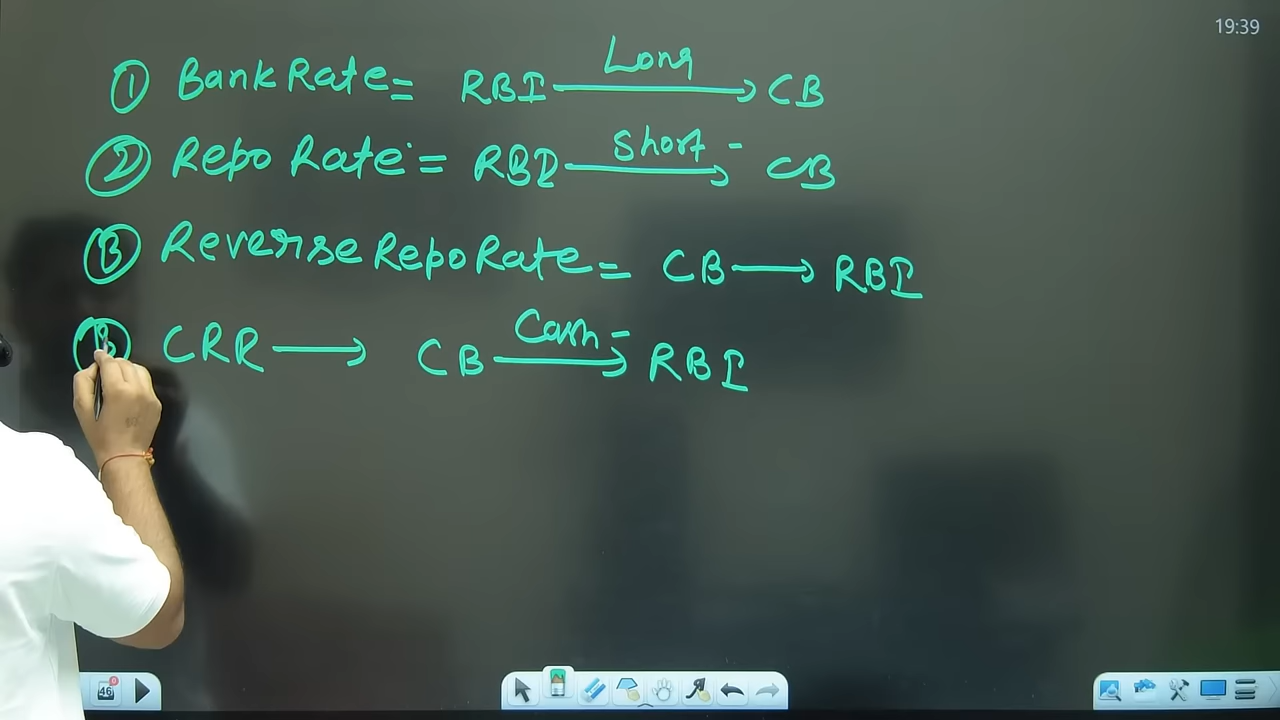 19:39
① Bank Rate = RBI Long → CB
② Repo Rate = RBI Short - → CB
③ Reverse Repo Rate = CB → RBI
CRR → CB Cash - → RBI
46